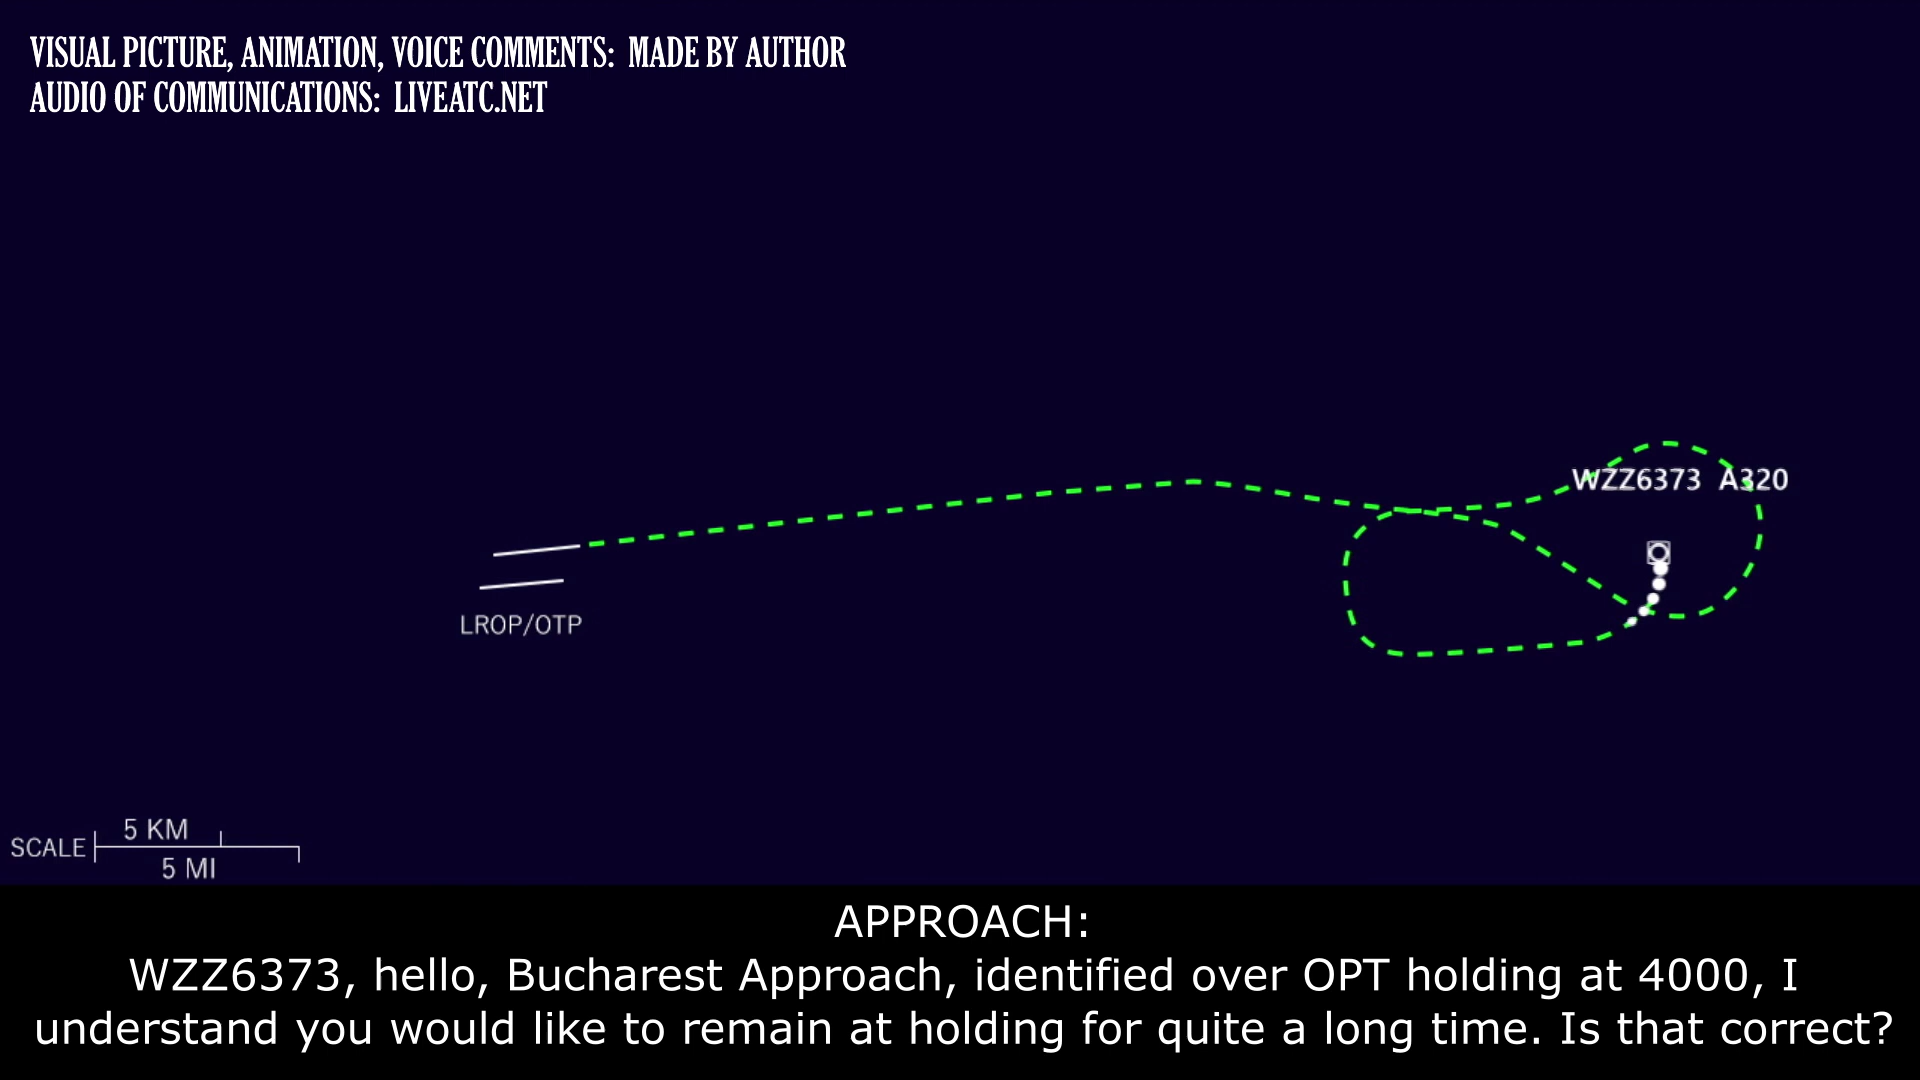 VISUAL PICTURE, ANIMATION, VOICE COMMENTS: MADE BY AUTHOR
AUDIO OF COMMUNICATIONS: LIVEATC.NET
WZZ6373 A320
LROP/OTP
SCALE
5 KM
5 MI
APPROACH:
WZZ6373, hello, Bucharest Approach, identified over OPT holding at 4000, I
understand you would like to remain at holding for quite a long time. Is that correct?